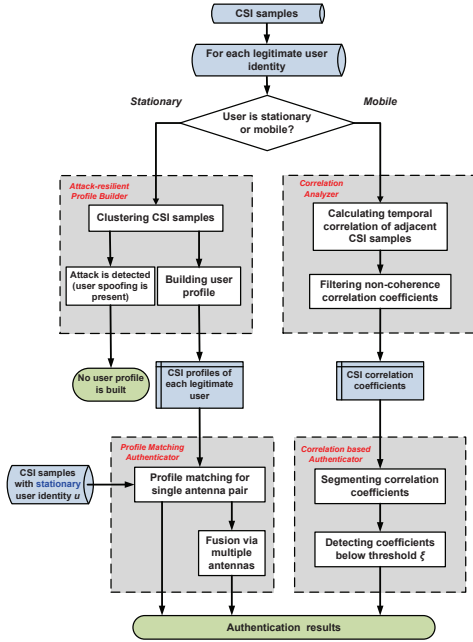 CSI samples
For each legitimate user
identity
Stationary
Mobile
User is stationary
or mobile?
Attack-resilient
Profile Builder
Clustering CSI samples
Attack is detected
(user spoofing is
present)
Building user
profile
No user profile
is built
CSI profiles of
each legitimate
user
Correlation
Analyzer
Calculating temporal
correlation of adjacent
CSI samples
Filtering non-coherence
correlation coefficients
CSI correlation
coefficients
Profile Matching
Authenticator
CSI samples
with stationary
user identity u
Profile matching for
single antenna pair
Fusion via
multiple
antennas
Correlation based
Authenticator
Segmenting correlation
coefficients
Detecting coefficients
below threshold ξ
Authentication results